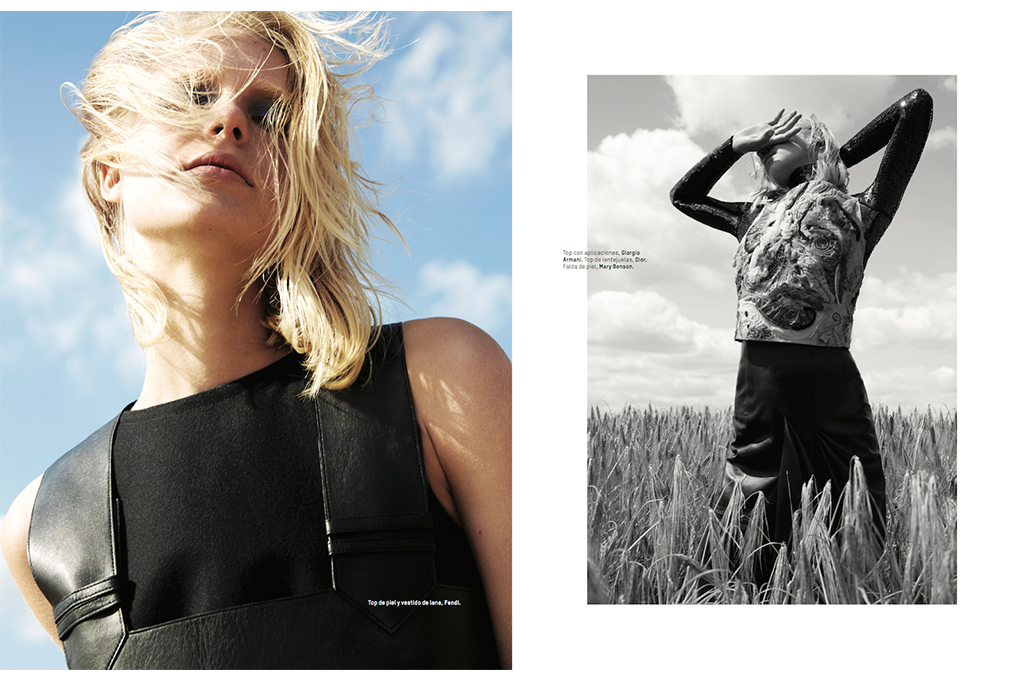 Top de piel y vestido de lana, Fendi.
Top con aplicaciones, Giorgio
Armani. Top de lentejuelas, Dior.
Falda de piel, Mary Benson.